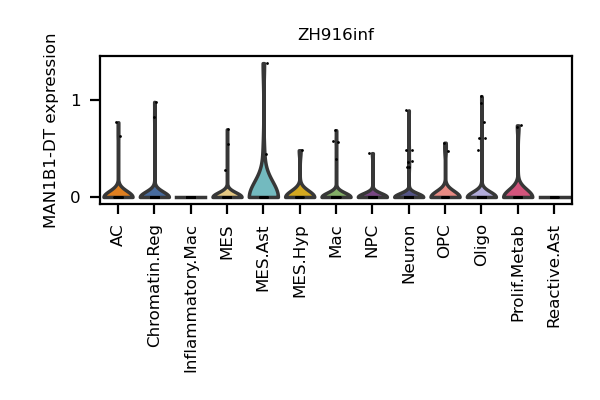 ZH916inf
MAN1B1-DT expression
1
0
AC
Chromatin.Reg
Inflammatory.Mac
MES
MES.Ast
MES.Hyp
Mac
NPC
Neuron
OPC
Oligo
Prolif.Metab
Reactive.Ast